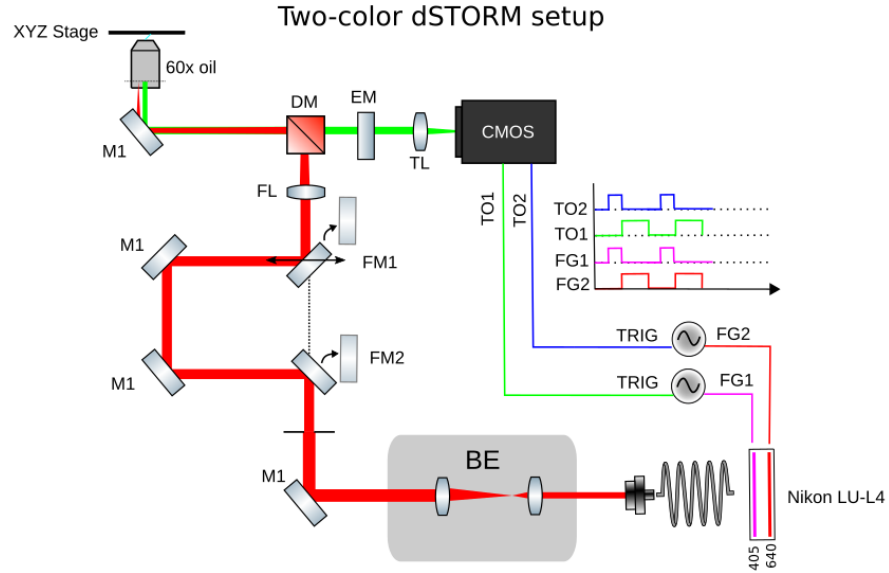 Two-color dSTORM setup
XYZ Stage
60x oil
M1
DM
EM
TL
CMOS
FL
TO1
TO2
M1
FM1
TO2
TO1
FG1
FG2
M1
FM2
TRIG
FG2
TRIG
FG1
M1
BE
Nikon LU-L4
405
640